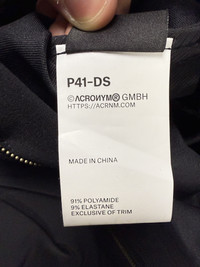 P41-DS
©ACRONYM® GMBH
HTTPS://ACRNM.COM
MADE IN CHINA
91% POLYAMIDE
9% ELASTANE
EXCLUSIVE OF TRIM